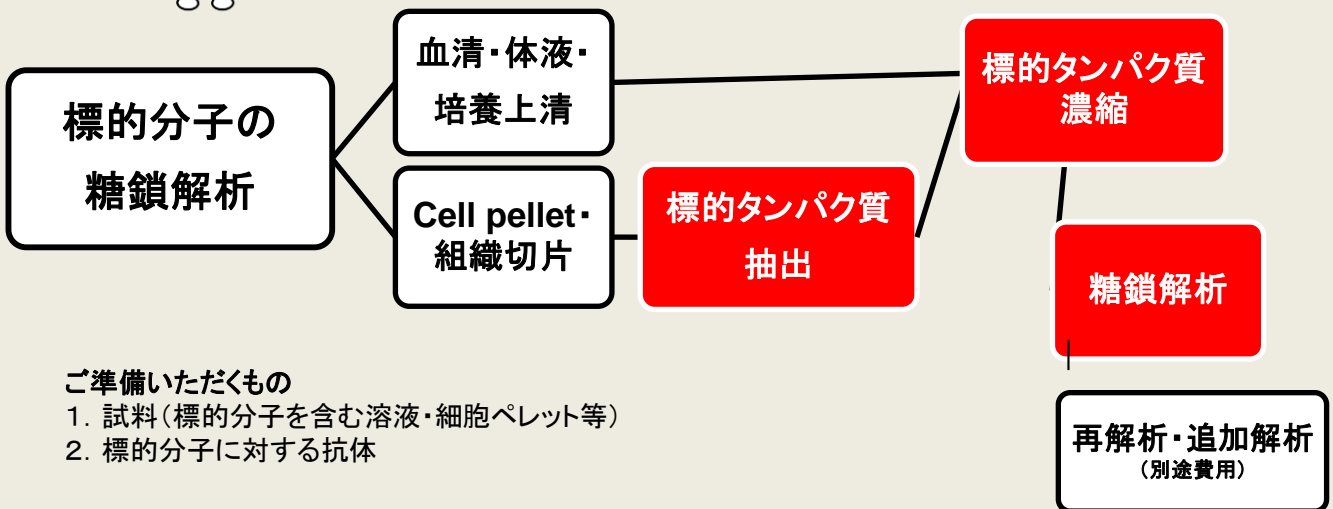 標的分子の
糖鎖解析
血清・体液・
培養上清
Cell pellet・
組織切片
標的タンパク質
抽出
標的タンパク質
濃縮
糖鎖解析
再解析・追加解析
（別途費用）
ご準備いただくもの
1．試料（標的分子を含む溶液・細胞ペレット等）
2．標的分子に対する抗体